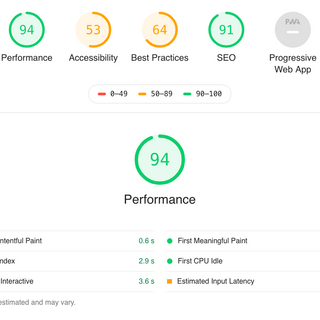 94 53 64 91 PWA
Performance Accessibility Best Practices SEO Progressive Web App
0–49 50–89 90–100
94
Performance
ntentful Paint 0.6 s First Meaningful Paint
ndex 2.9 s First CPU Idle
Interactive 3.6 s Estimated Input Latency
estimated and may vary.